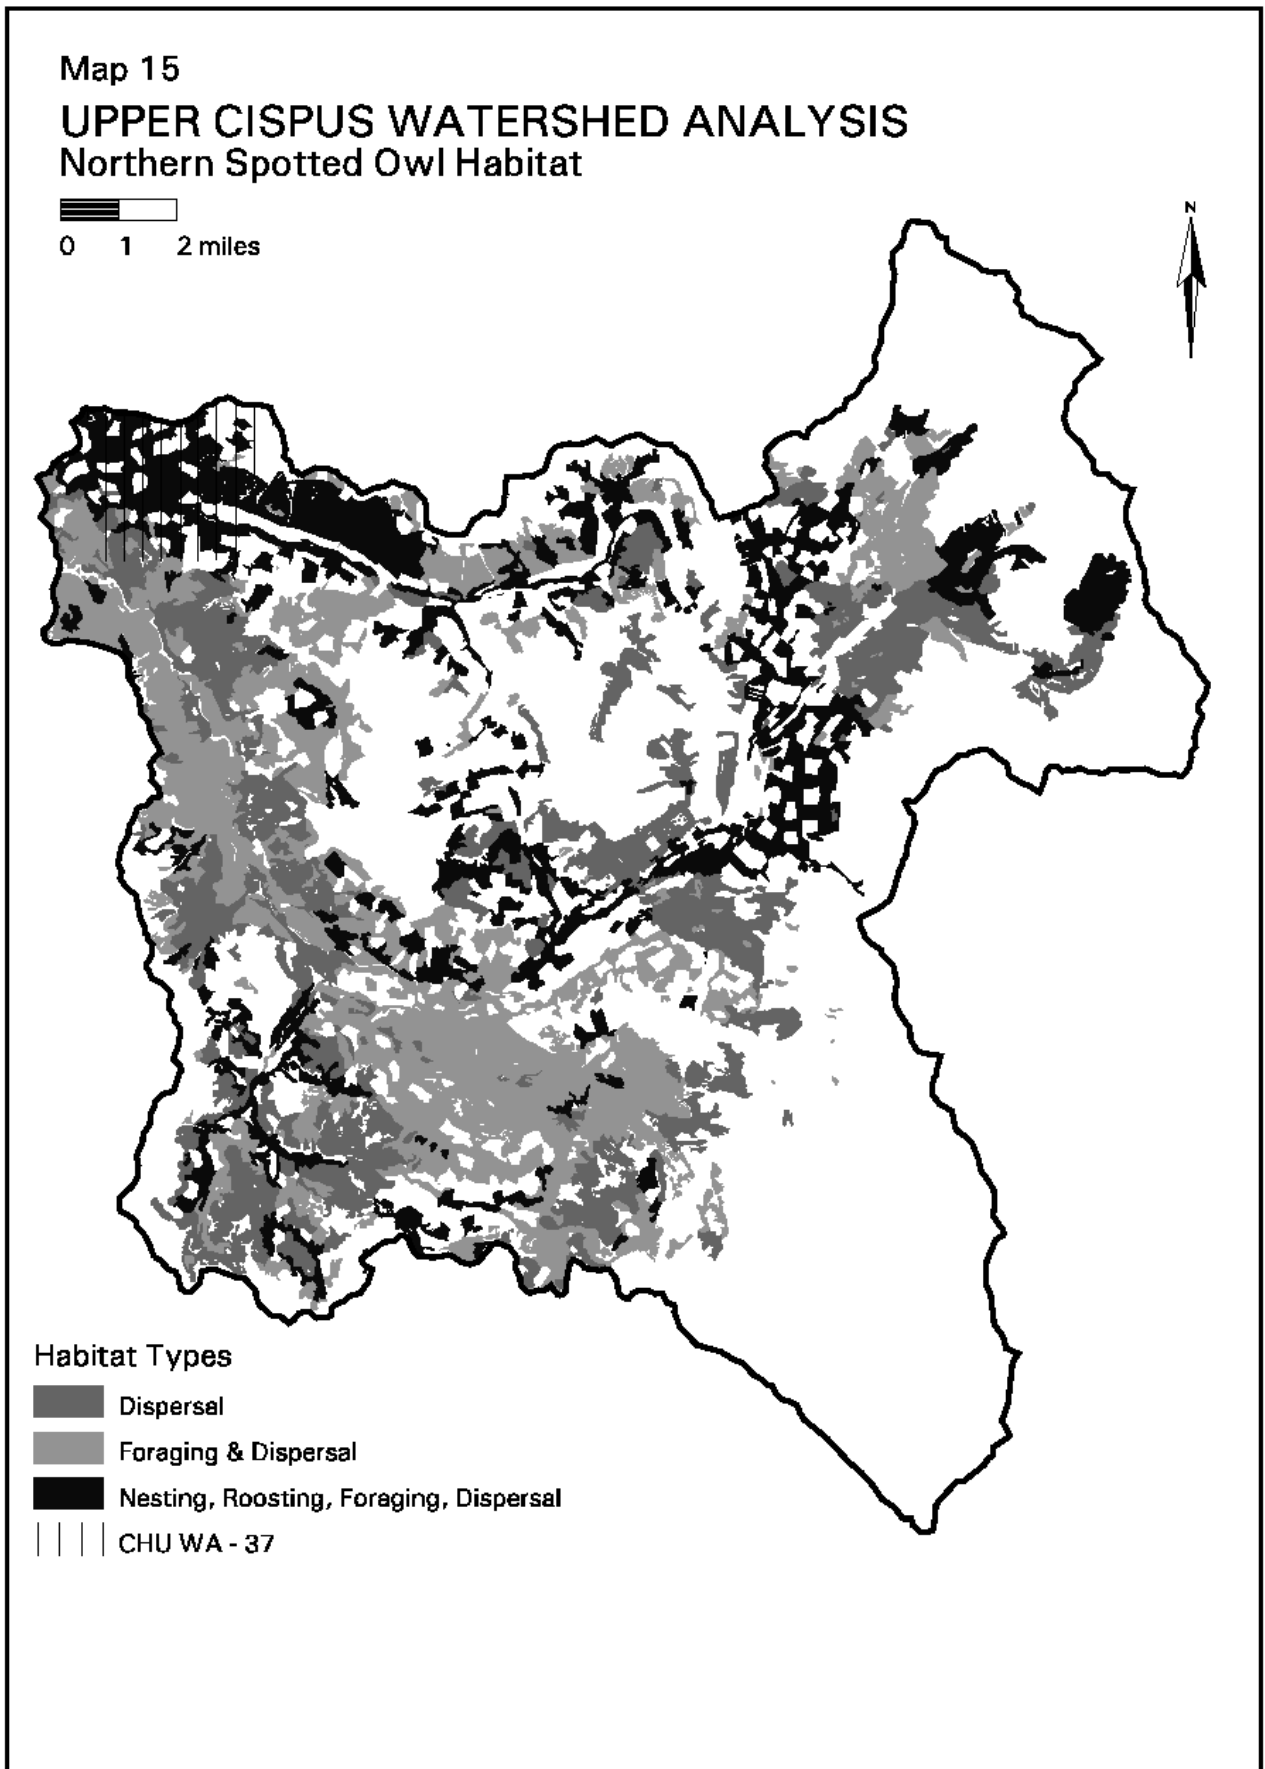 Map 15
UPPER CISPUS WATERSHED ANALYSIS
Northern Spotted Owl Habitat
0 1 2 miles
N
Habitat Types
Dispersal
Foraging & Dispersal
Nesting, Roosting, Foraging, Dispersal
CHU WA - 37